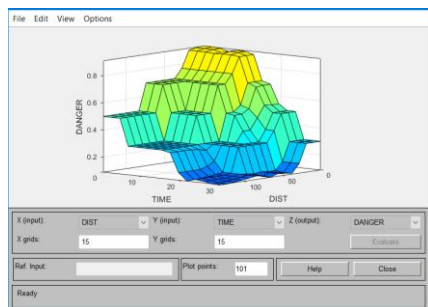 File Edit View Options
0.8
0.6
0.4
0.2
0
10
20
30
100
50
0
DANGER
TIME
DIST
X (input): DIST Y (input): TIME Z (output): DANGER
X grids: 15 Y grids: 15 Evaluate
Ref. Input: Plot points: 101 Help Close
Ready